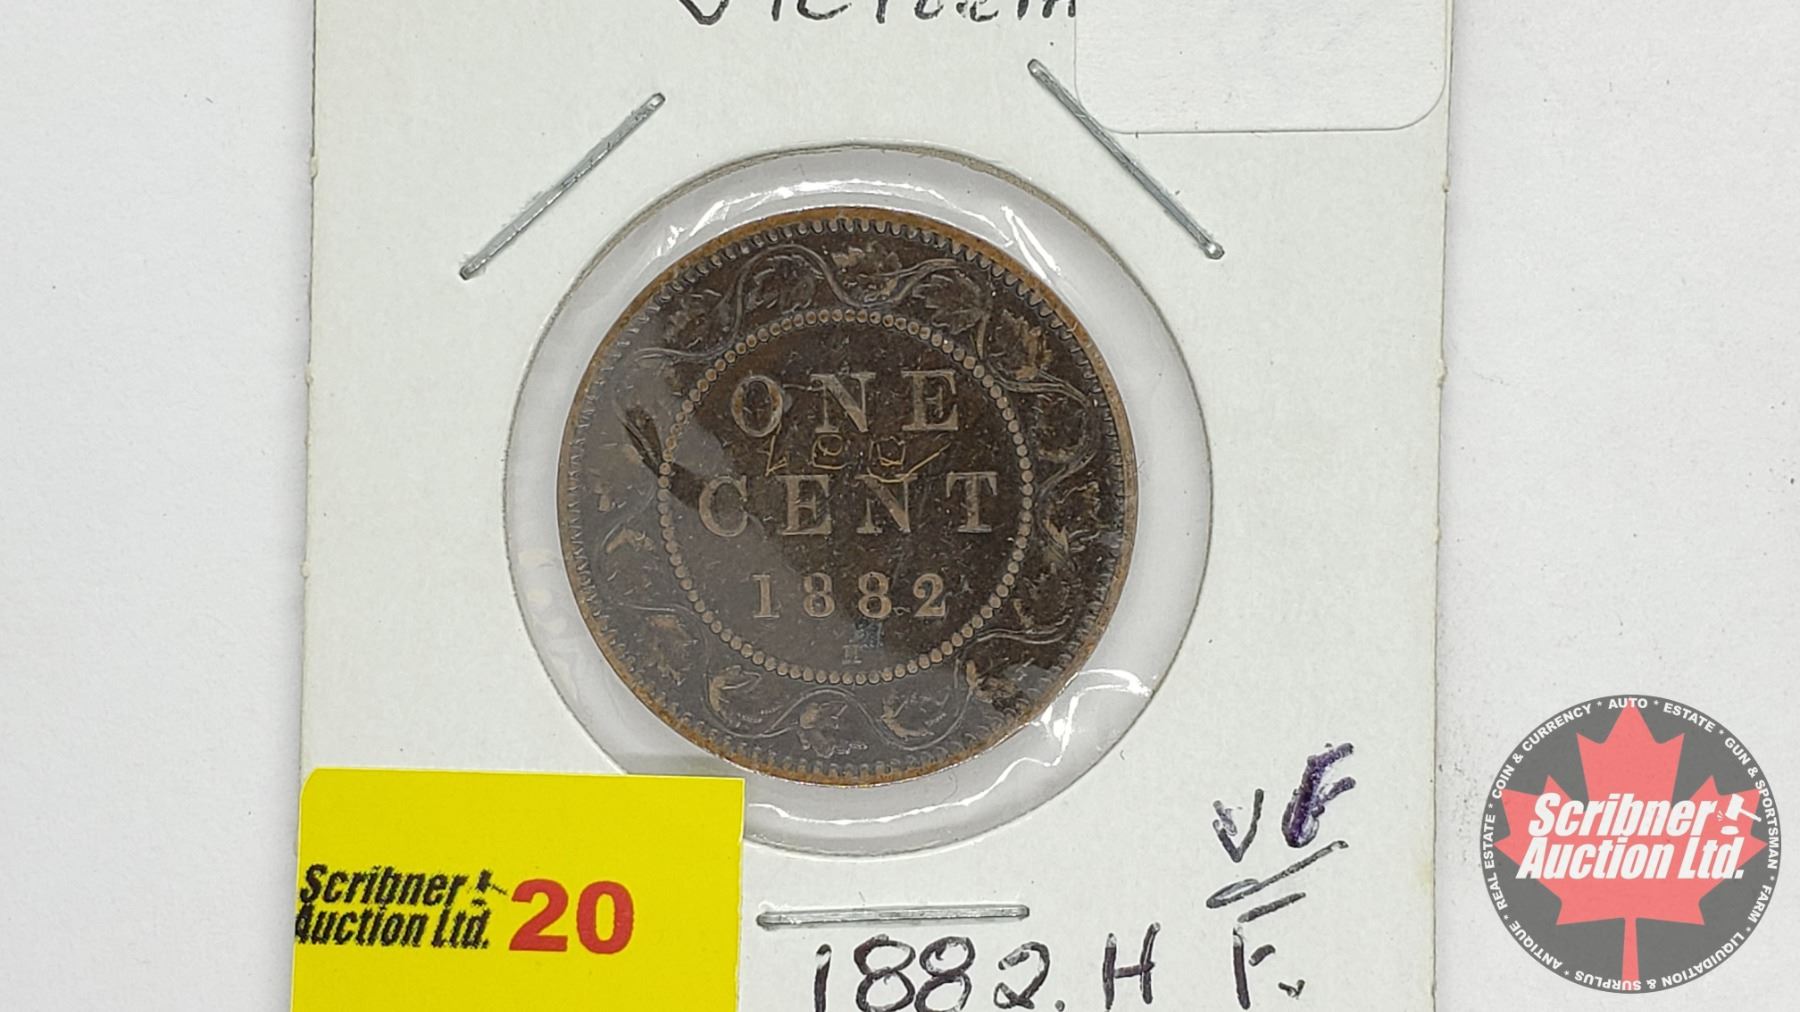 Victoria
ONE
CENT
1882
H
VF
F.
1882.H
Scribner
Auction Ltd.
20
Scribner
Auction Ltd.
COIN & CURRENCY * AUTO * ESTATE * GUN & SPORTSMAN * FARM * LIQUIDATION & SURPLUS * ANTIQUE * REAL ESTATE *